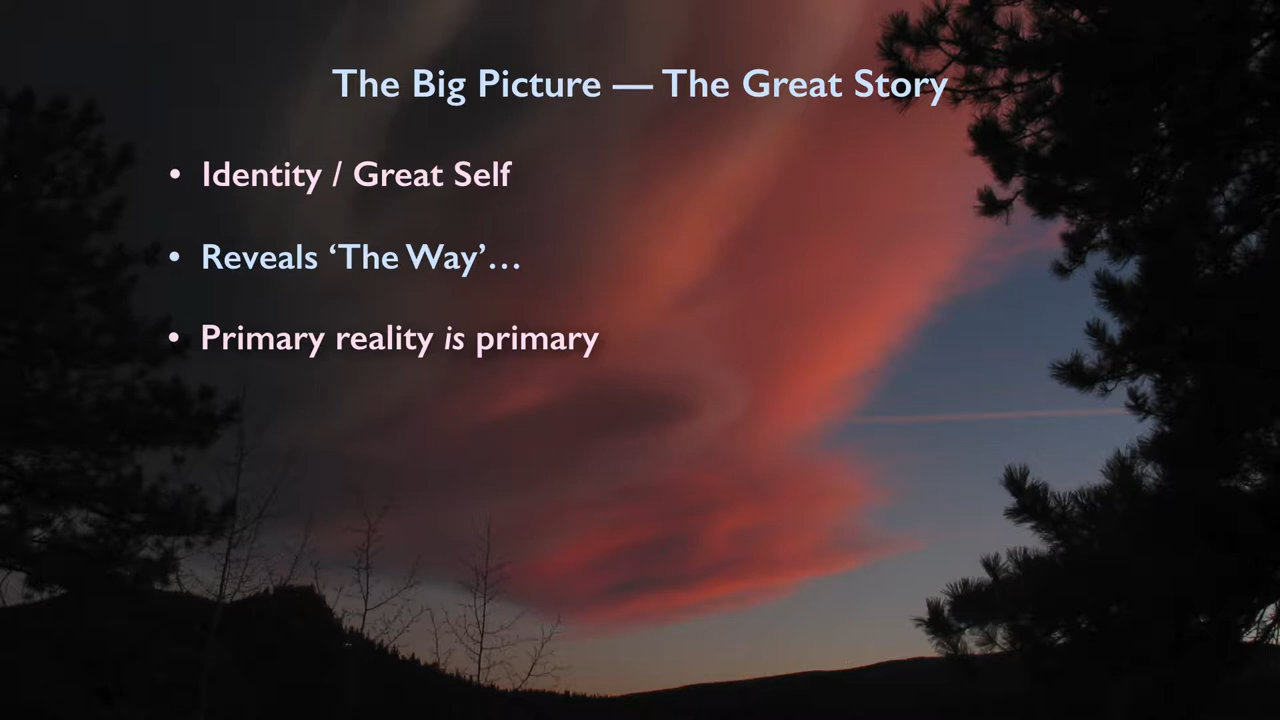 The Big Picture — The Great Story
• Identity / Great Self
• Reveals ‘The Way’…
• Primary reality is primary